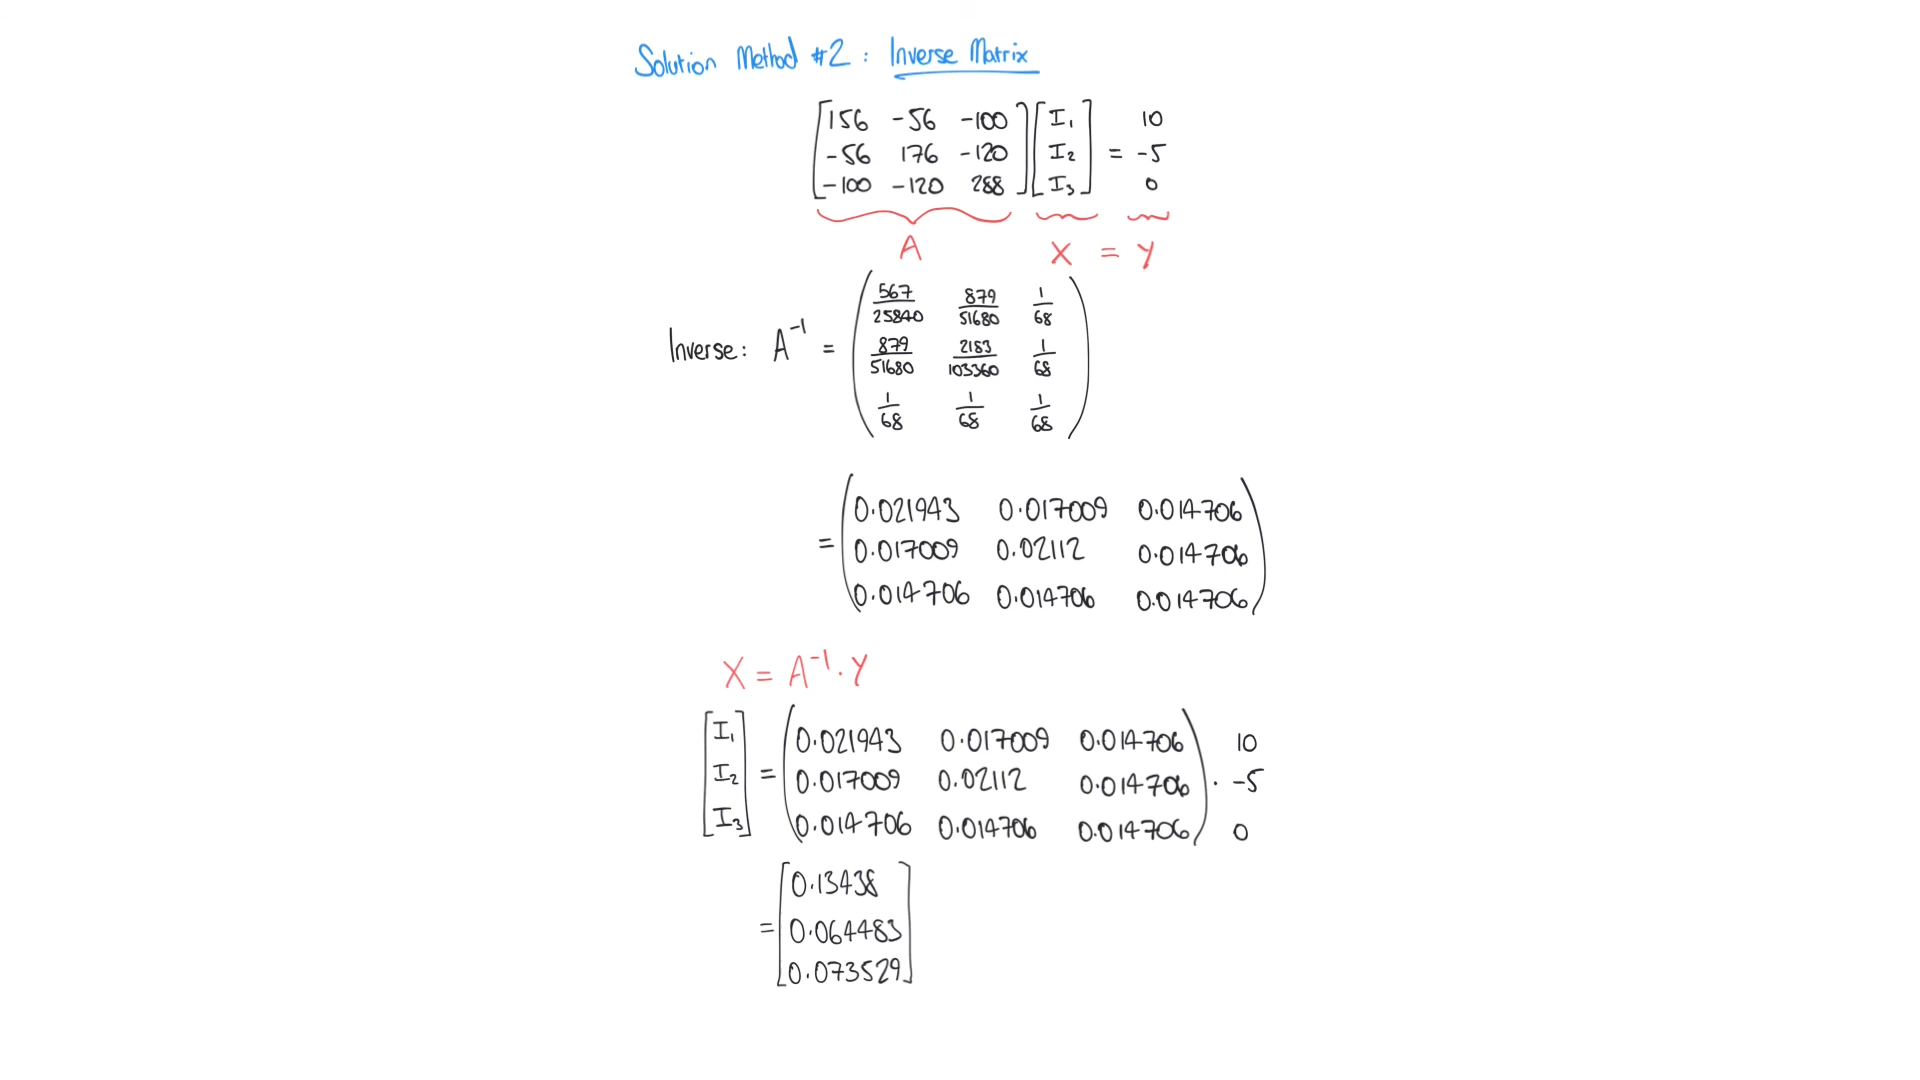 Solution Method #2 : Inverse Matrix
[156 -56 -100] [I₁] 10
-56 176 -120 I₂ = -5
-100 -120 288 I₃ 0
A X = Y
Inverse: A⁻¹ =
567/25840 879/51680 1/68
879/51680 2183/103360 1/68
1/68 1/68 1/68
0.021943 0.017009 0.014706
= 0.017009 0.02112 0.014706
0.014706 0.014706 0.014706
X = A⁻¹ · Y
I₁ 0.021943 0.017009 0.014706 10
I₂ = 0.017009 0.02112 0.014706 · -5
I₃ 0.014706 0.014706 0.014706 0
0.13438
= 0.064483
0.073529